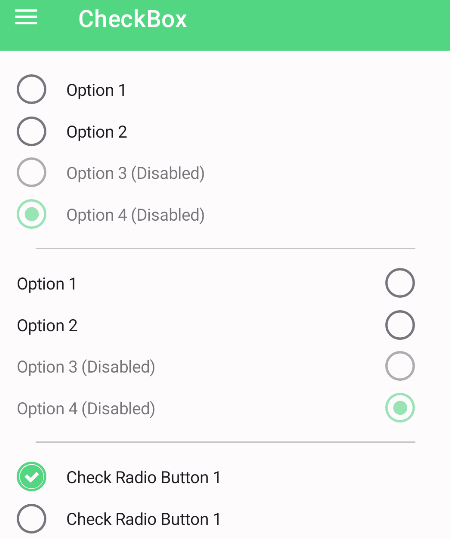 CheckBox
Option 1
Option 2
Option 3 (Disabled)
Option 4 (Disabled)
Option 1
Option 2
Option 3 (Disabled)
Option 4 (Disabled)
Check Radio Button 1
Check Radio Button 1